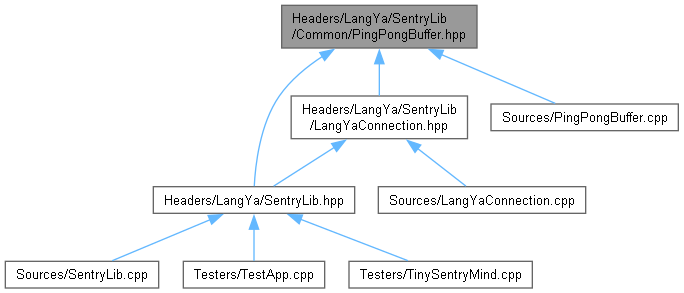 Headers/LangYa/SentryLib
/Common/PingPongBuffer.hpp
Headers/LangYa/SentryLib
/LangYaConnection.hpp
Sources/PingPongBuffer.cpp
Headers/LangYa/SentryLib.hpp
Sources/LangYaConnection.cpp
Sources/SentryLib.cpp
Testers/TestApp.cpp
Testers/TinySentryMind.cpp